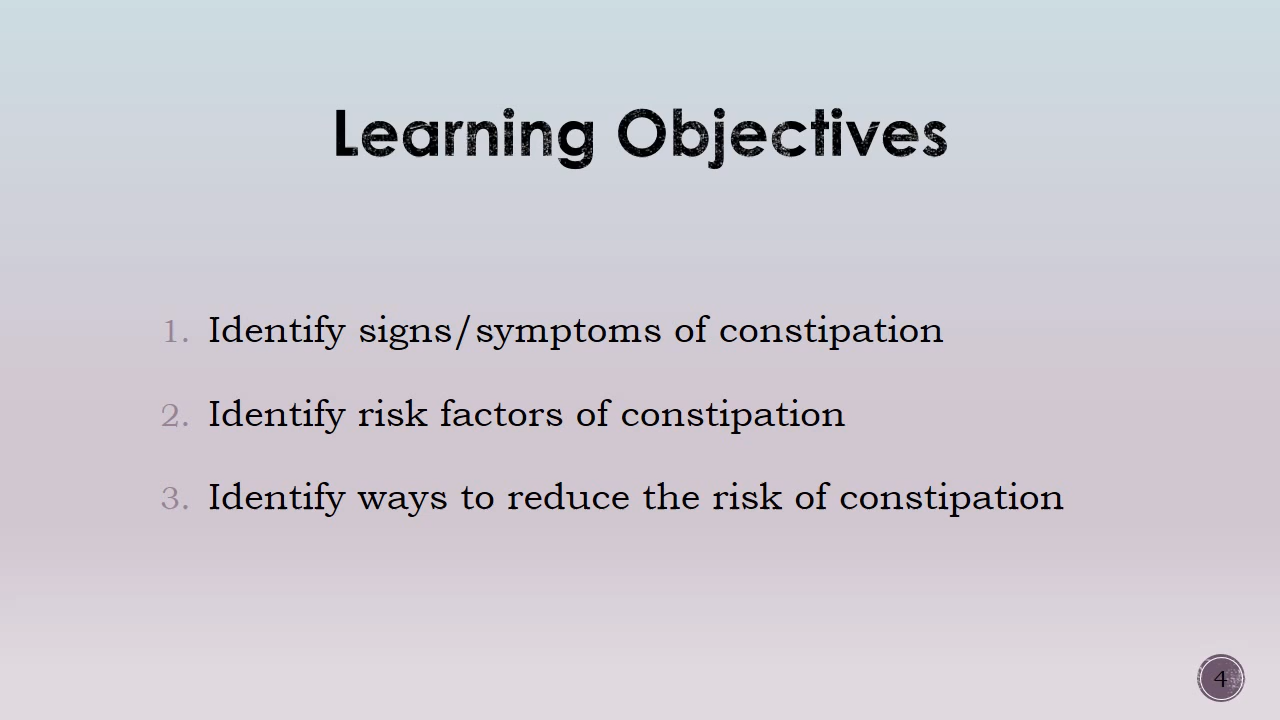 Learning Objectives
1. Identify signs/symptoms of constipation
2. Identify risk factors of constipation
3. Identify ways to reduce the risk of constipation
4